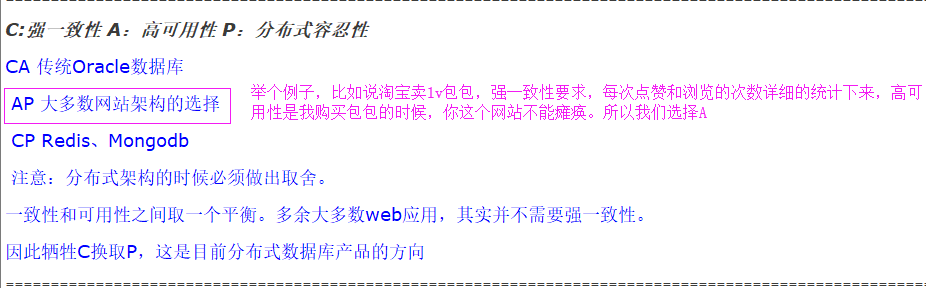 C:强一致性 A：高可用性 P：分布式容忍性
CA 传统Oracle数据库
AP 大多数网站架构的选择
举个例子，比如说淘宝卖lv包包，强一致性要求，每次点赞和浏览的次数详细的统计下来，高可
用性是我购买包包的时候，你这个网站不能瘫痪。所以我们选择A
CP Redis、Mongodb
注意：分布式架构的时候必须做出取舍。
一致性和可用性之间取一个平衡。多余大多数web应用，其实并不需要强一致性。
因此牺牲C换取P，这是目前分布式数据库产品的方向